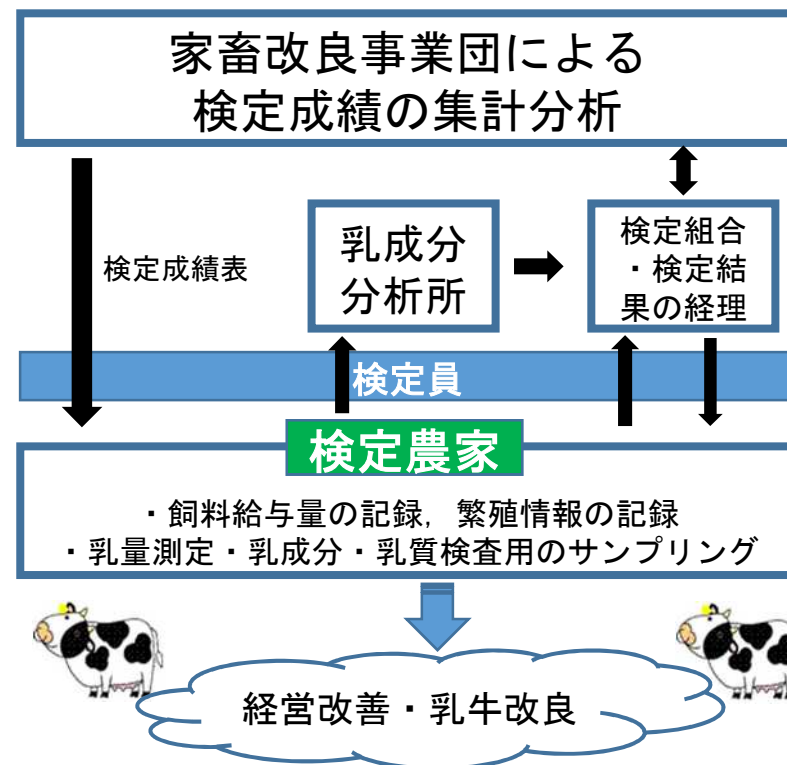 家畜改良事業団による
検定成績の集計分析
検定成績表
乳成分
分析所
検定組合
・検定結
果の経理
検定員
検定農家
・飼料給与量の記録，繁殖情報の記録
・乳量測定・乳成分・乳質検査用のサンプリング
経営改善・乳牛改良